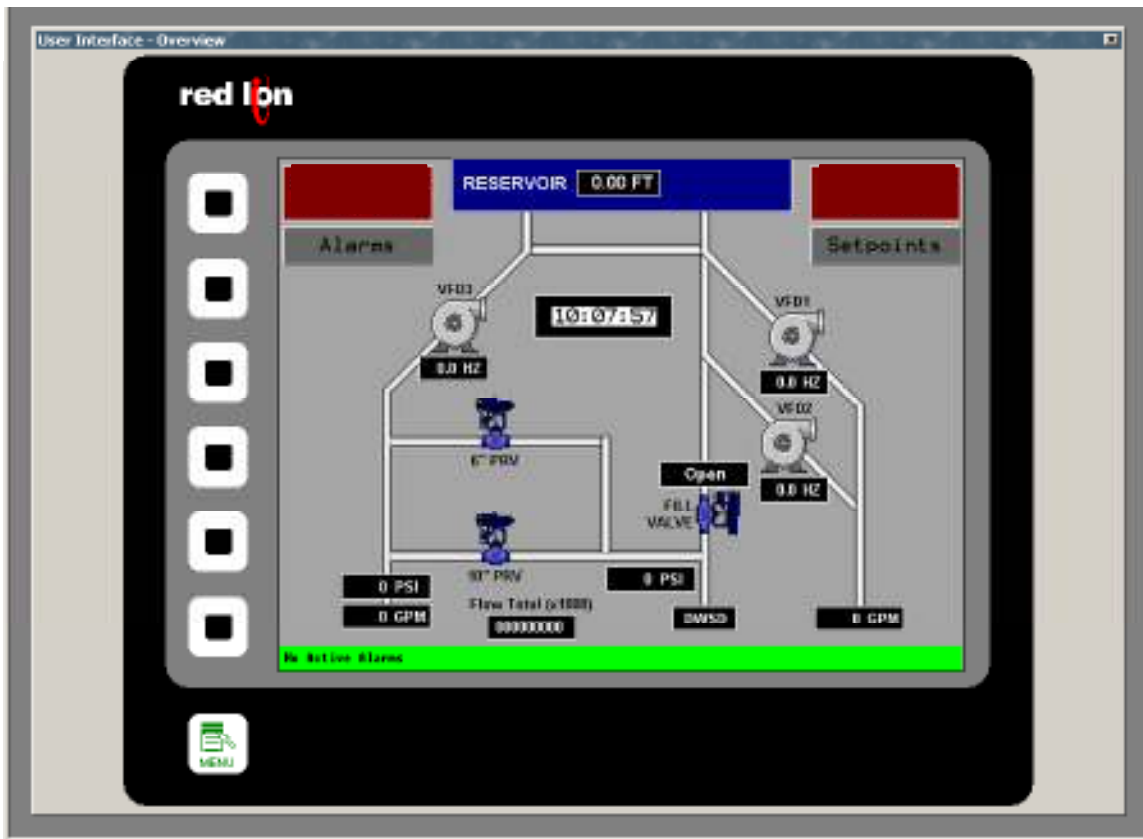 User Interface - Overview
red lion
RESERVOIR 0.00 FT
Alarms
Setpoints
VFD3
VFD1
10:07:57
0.0 HZ
0.0 HZ
VFD2
6" PRV
Open
0.0 HZ
FILL
VALVE
10" PRV
0 PSI
0 PSI
Flow Total (x1000)
0 GPM
000000000
DWSD
0 GPM
No Active Alarms
MENU